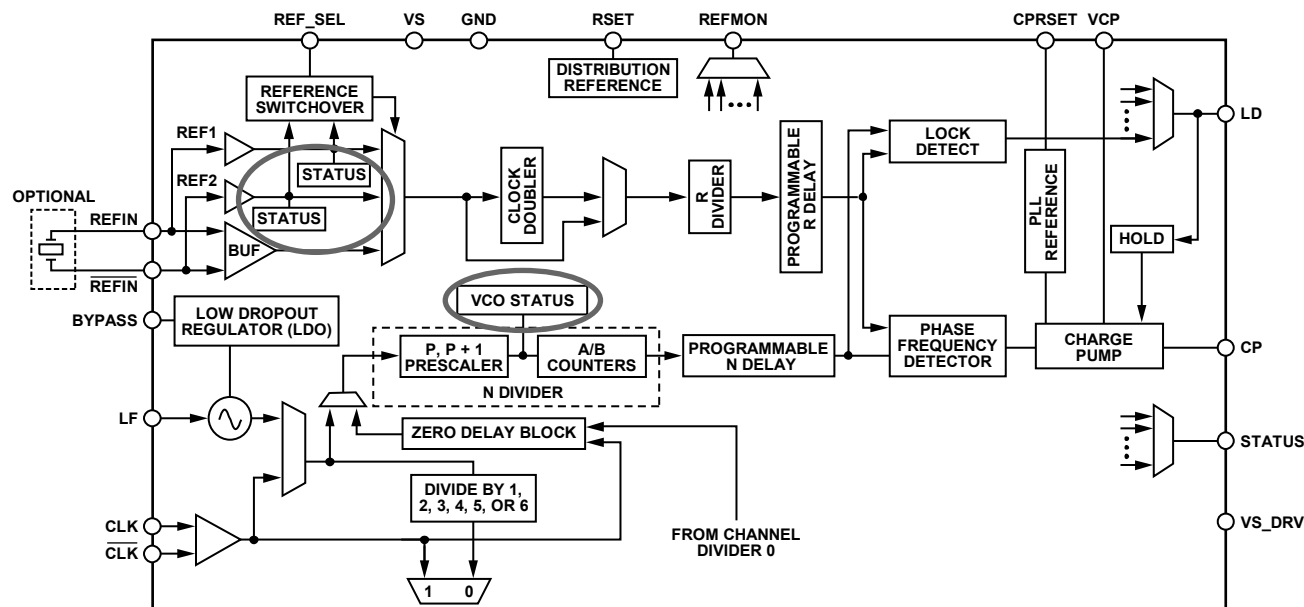 REF_SEL
VS
GND
RSET
REFMON
CPRSET
VCP
DISTRIBUTION
REFERENCE
REFERENCE
SWITCHOVER
REF1
STATUS
REF2
STATUS
BUF
OPTIONAL
REFIN
REFIN
CLOCK
DOUBLER
R
DIVIDER
PROGRAMMABLE
R DELAY
LOCK
DETECT
LD
PLL
REFERENCE
HOLD
BYPASS
LOW DROPOUT
REGULATOR (LDO)
VCO STATUS
P, P + 1
PRESCALER
A/B
COUNTERS
N DIVIDER
PROGRAMMABLE
N DELAY
PHASE
FREQUENCY
DETECTOR
CHARGE
PUMP
CP
LF
ZERO DELAY BLOCK
STATUS
DIVIDE BY 1,
2, 3, 4, 5, OR 6
CLK
CLK
FROM CHANNEL
DIVIDER 0
VS_DRV
1 0